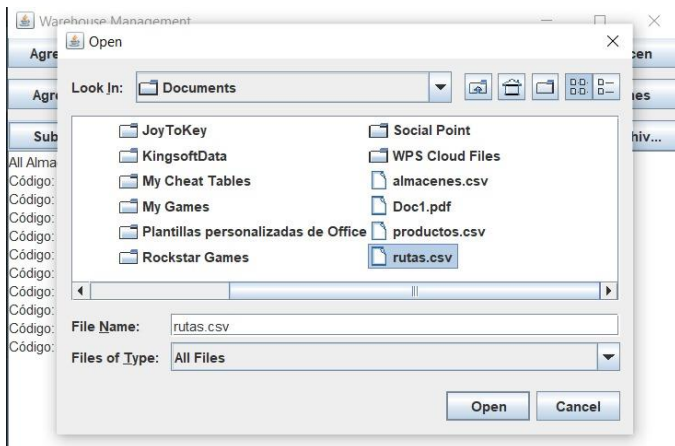 Warehouse Management
Open
Agre
cen
Look In: Documents
Agre
nes
JoyToKey
Social Point
Sub
hiv...
KingsoftData
WPS Cloud Files
All Alma
My Cheat Tables
almacenes.csv
Código:
My Games
Doc1.pdf
Código:
Plantillas personalizadas de Office
productos.csv
Código:
Rockstar Games
rutas.csv
Código:
Código:
Código:
Código:
File Name: rutas.csv
Código:
Código:
Files of Type: All Files
Open
Cancel